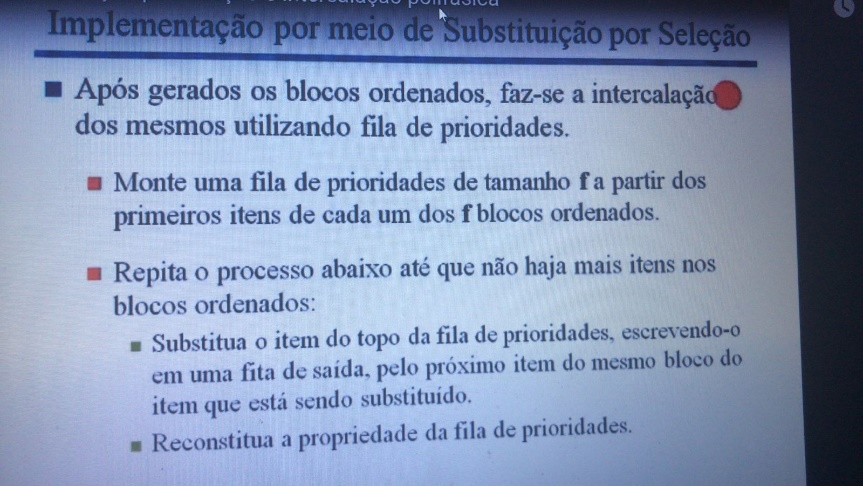 Implementação por meio de Substituição por Seleção
Após gerados os blocos ordenados, faz-se a intercalação
dos mesmos utilizando fila de prioridades.
Monte uma fila de prioridades de tamanho f a partir dos
primeiros itens de cada um dos f blocos ordenados.
Repita o processo abaixo até que não haja mais itens nos
blocos ordenados:
Substitua o item do topo da fila de prioridades, escrevendo-o
em uma fita de saída, pelo próximo item do mesmo bloco do
item que está sendo substituído.
Reconstitua a propriedade da fila de prioridades.